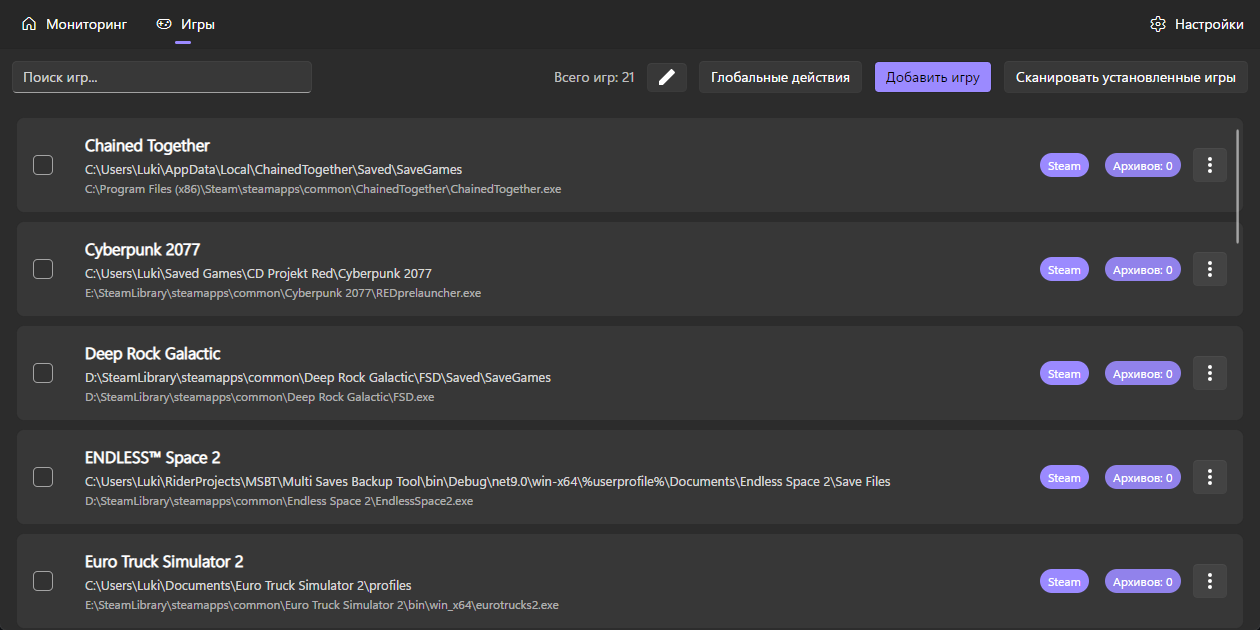 Мониторинг Игры Настройки
Поиск игр... Всего игр: 21 Глобальные действия Добавить игру Сканировать установленные игры
Chained Together
C:\Users\Luki\AppData\Local\ChainedTogether\Saved\SaveGames
C:\Program Files (x86)\Steam\steamapps\common\ChainedTogether\ChainedTogether.exe
Steam Архивов: 0
Cyberpunk 2077
C:\Users\Luki\Saved Games\CD Projekt Red\Cyberpunk 2077
E:\SteamLibrary\steamapps\common\Cyberpunk 2077\REDprelauncher.exe
Steam Архивов: 0
Deep Rock Galactic
D:\SteamLibrary\steamapps\common\Deep Rock Galactic\FSD\Saved\SaveGames
D:\SteamLibrary\steamapps\common\Deep Rock Galactic\FSD.exe
Steam Архивов: 0
ENDLESS™ Space 2
C:\Users\Luki\RiderProjects\MSBT\Multi Saves Backup Tool\bin\Debug\net9.0\win-x64\%userprofile%\Documents\Endless Space 2\Save Files
D:\SteamLibrary\steamapps\common\Endless Space 2\EndlessSpace2.exe
Steam Архивов: 0
Euro Truck Simulator 2
C:\Users\Luki\Documents\Euro Truck Simulator 2\profiles
E:\SteamLibrary\steamapps\common\Euro Truck Simulator 2\bin\win_x64\eurotrucks2.exe
Steam Архивов: 0